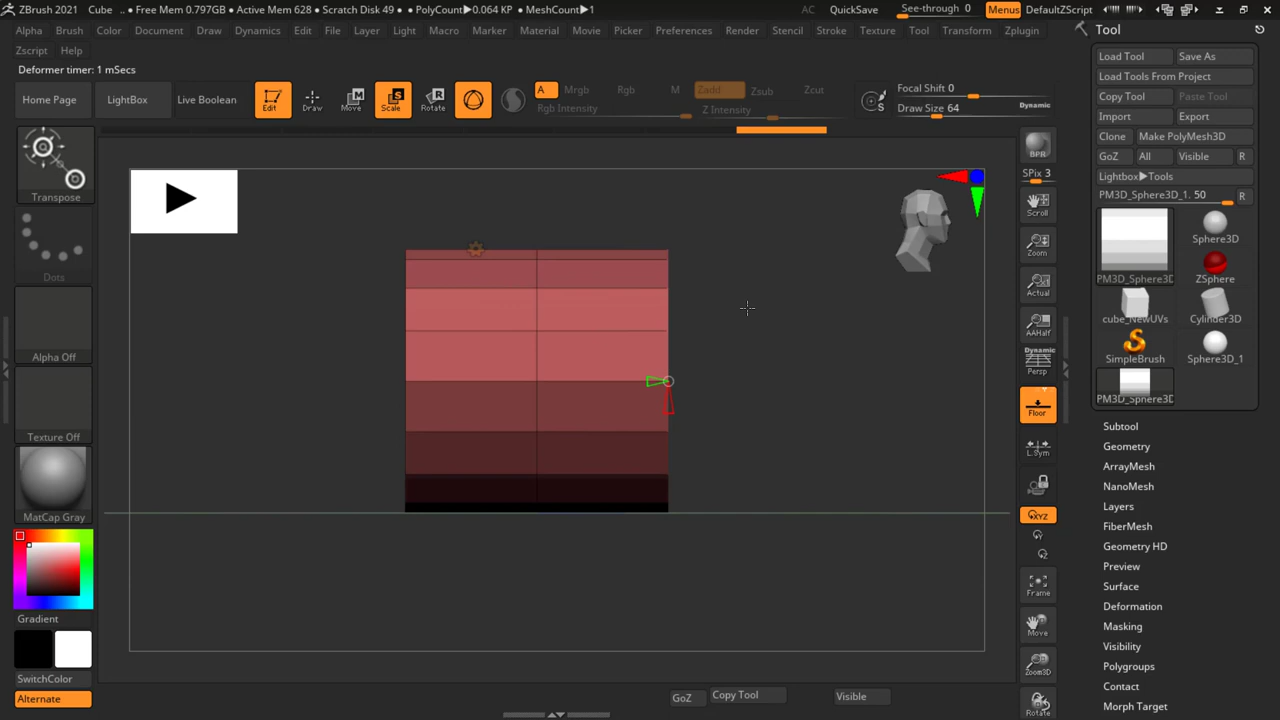 ZBrush 2021 Cube .. • Free Mem 0.797GB • Active Mem 628 • Scratch Disk 49 • PolyCount▶0.064 KP • MeshCount▶1 AC QuickSave See-through 0 Menus DefaultZScript
Alpha Brush Color Document Draw Dynamics Edit File Layer Light Macro Marker Material Movie Picker Preferences Render Stencil Stroke Texture Tool Transform Zplugin
Zscript Help
Deformer timer: 1 mSecs
Home Page LightBox Live Boolean Edit Draw Move Scale Rotate A Mrgb Rgb M Zadd Zsub Zcut Focal Shift 0
Rgb Intensity Z Intensity Draw Size 64 Dynamic
Transpose
Dots
Alpha Off
Texture Off
MatCap Gray
Gradient
SwitchColor
Alternate
BPR
SPix 3
Scroll
Zoom
Actual
AAHalf
Dynamic
Persp
Floor
L.Sym
XYZ
Y
Z
Frame
Move
Zoom3D
Rotate
GoZ Copy Tool Visible
Tool
Load Tool Save As
Load Tools From Project
Copy Tool Paste Tool
Import Export
Clone Make PolyMesh3D
GoZ All Visible R
Lightbox▶Tools
PM3D_Sphere3D_1. 50 R
Sphere3D
PM3D_Sphere3D ZSphere
cube_NewUVs Cylinder3D
SimpleBrush Sphere3D_1
PM3D_Sphere3D
Subtool
Geometry
ArrayMesh
NanoMesh
Layers
FiberMesh
Geometry HD
Preview
Surface
Deformation
Masking
Visibility
Polygroups
Contact
Morph Target